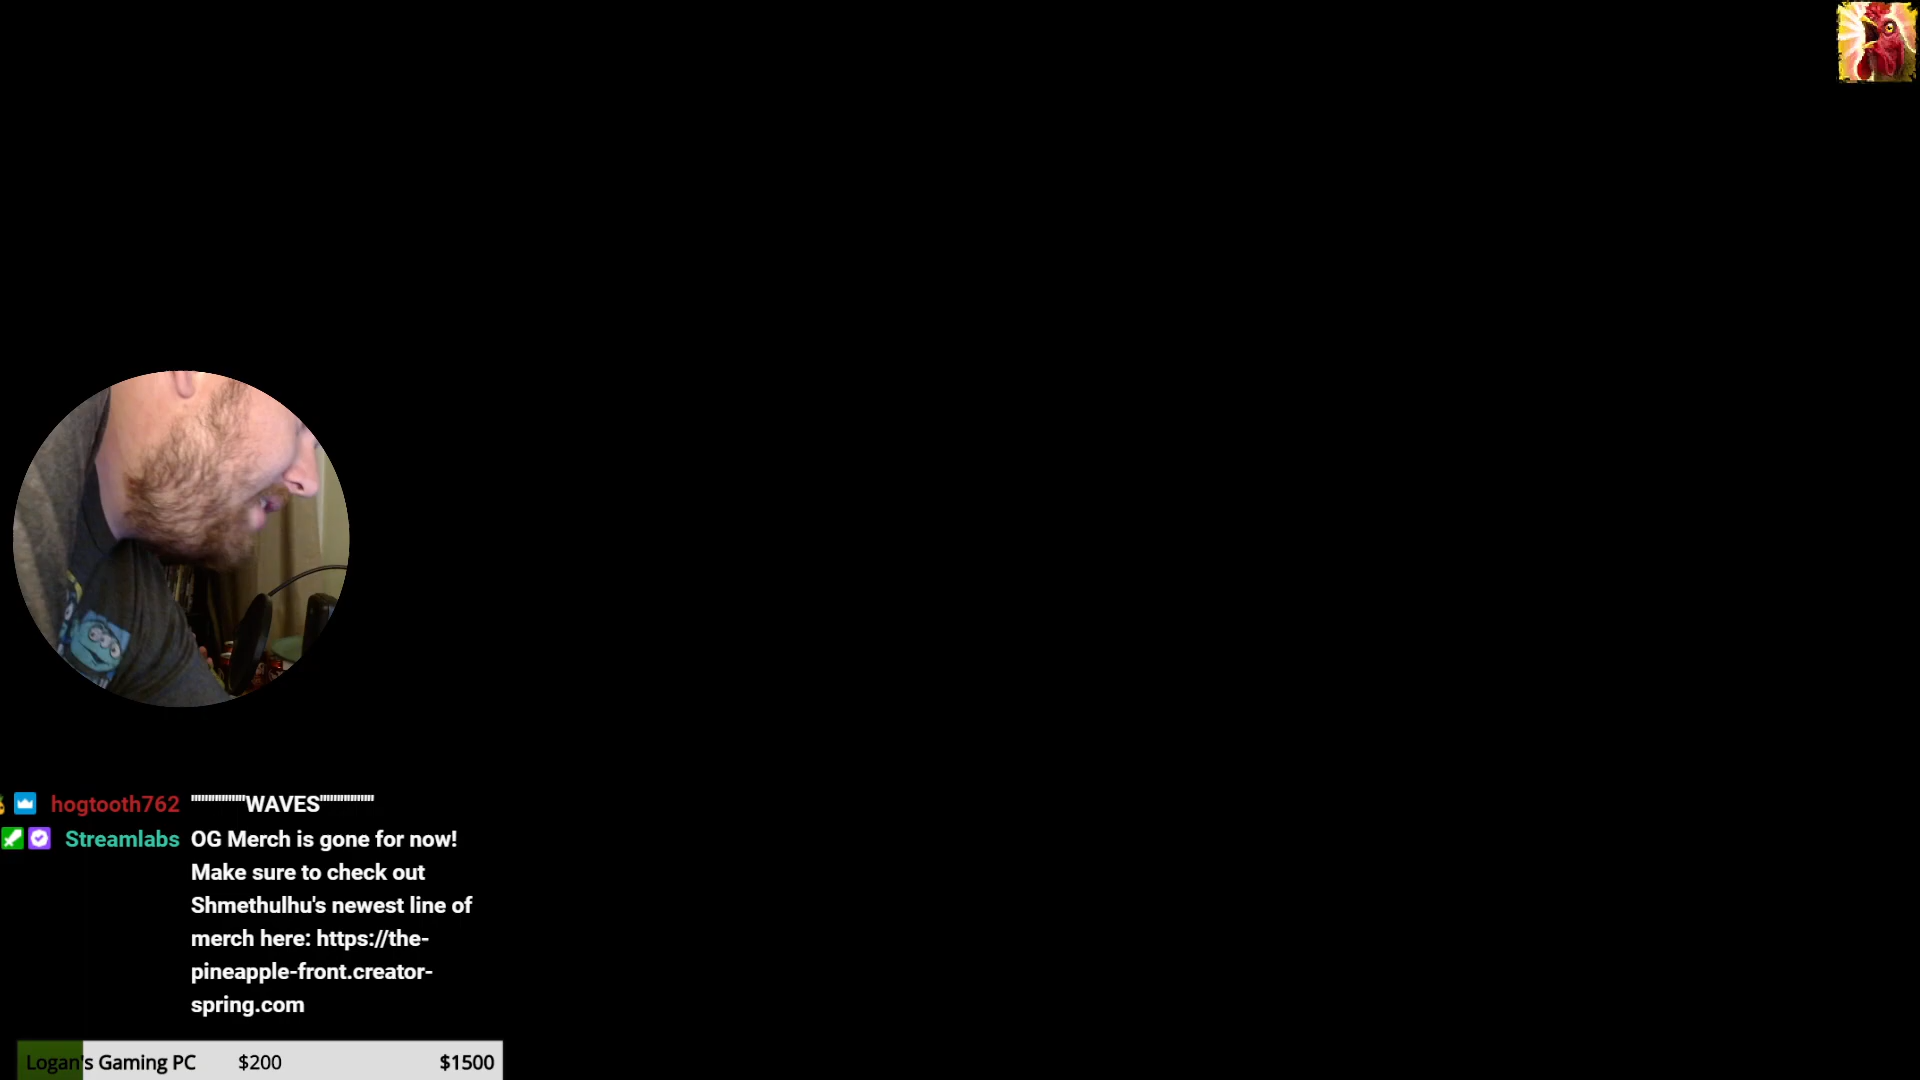 hogtooth762 """"""""WAVES""""""""
Streamlabs OG Merch is gone for now!
Make sure to check out
Shmethulhu's newest line of
merch here: https://the-
pineapple-front.creator-
spring.com
Logan's Gaming PC $200 $1500